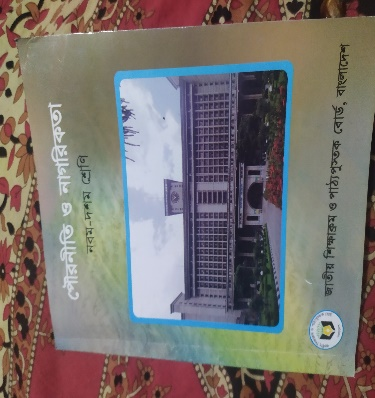 পৌরনীতি ও নাগরিকতা
নবম-দশম শ্রেণি
জাতীয় শিক্ষাক্রম ও পাঠ্যপুস্তক বোর্ড, বাংলাদেশ